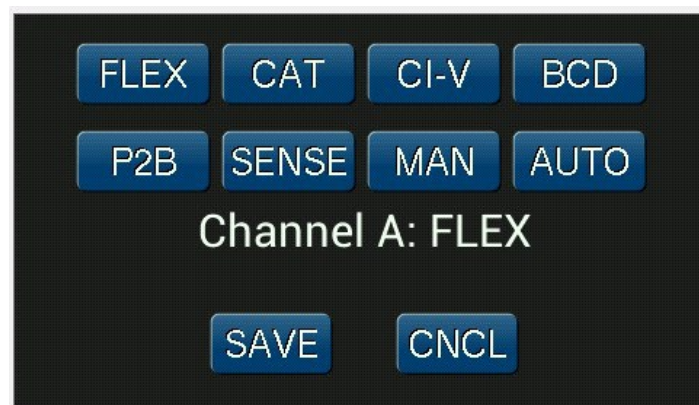 FLEX CAT CI-V BCD
P2B SENSE MAN AUTO
Channel A: FLEX
SAVE CNCL